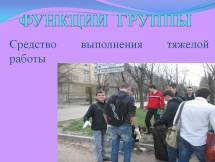 ФУНКЦИИ ГРУППЫ
Средство выполнения тяжелой
работы